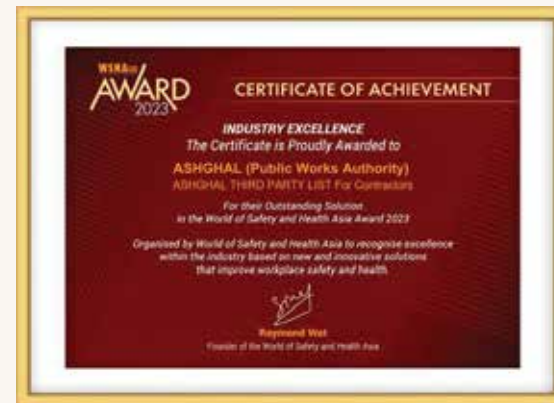 WSHAsia
AWARD
2023
CERTIFICATE OF ACHIEVEMENT
INDUSTRY EXCELLENCE
The Certificate is Proudly Awarded to
ASHGHAL (Public Works Authority)
ASHGHAL THIRD PARTY LIST For Contractors
For their Outstanding Solution
in the World of Safety and Health Asia Award 2023
Organised by World of Safety and Health Asia to recognise excellence
within the industry based on new and innovative solutions
that improve workplace safety and health
Raymond Wat
Founder of the World of Safety and Health Asia